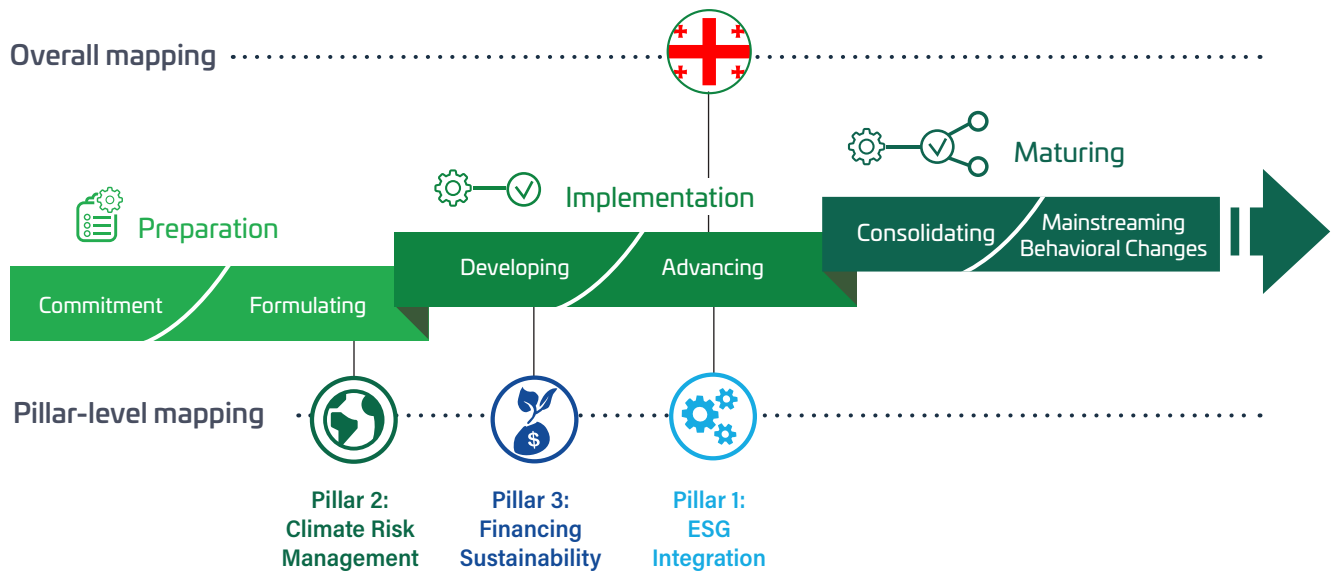 Overall mapping
Preparation
Implementation
Maturing
Commitment
Formulating
Developing
Advancing
Consolidating
Mainstreaming
Behavioral Changes
Pillar-level mapping
$
Pillar 2:
Climate Risk
Management
Pillar 3:
Financing
Sustainability
Pillar 1:
ESG
Integration